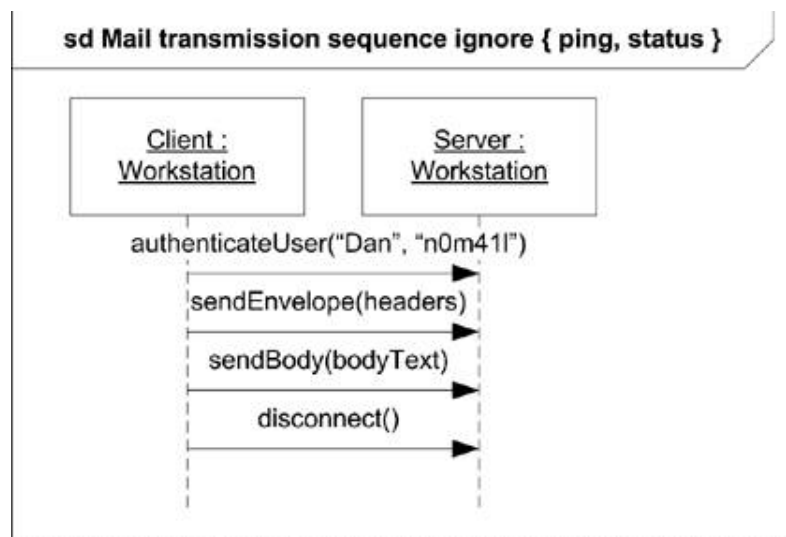 sd Mail transmission sequence ignore { ping, status }
Client :
Workstation
Server :
Workstation
authenticateUser(“Dan”, “n0m41l”)
sendEnvelope(headers)
sendBody(bodyText)
disconnect()